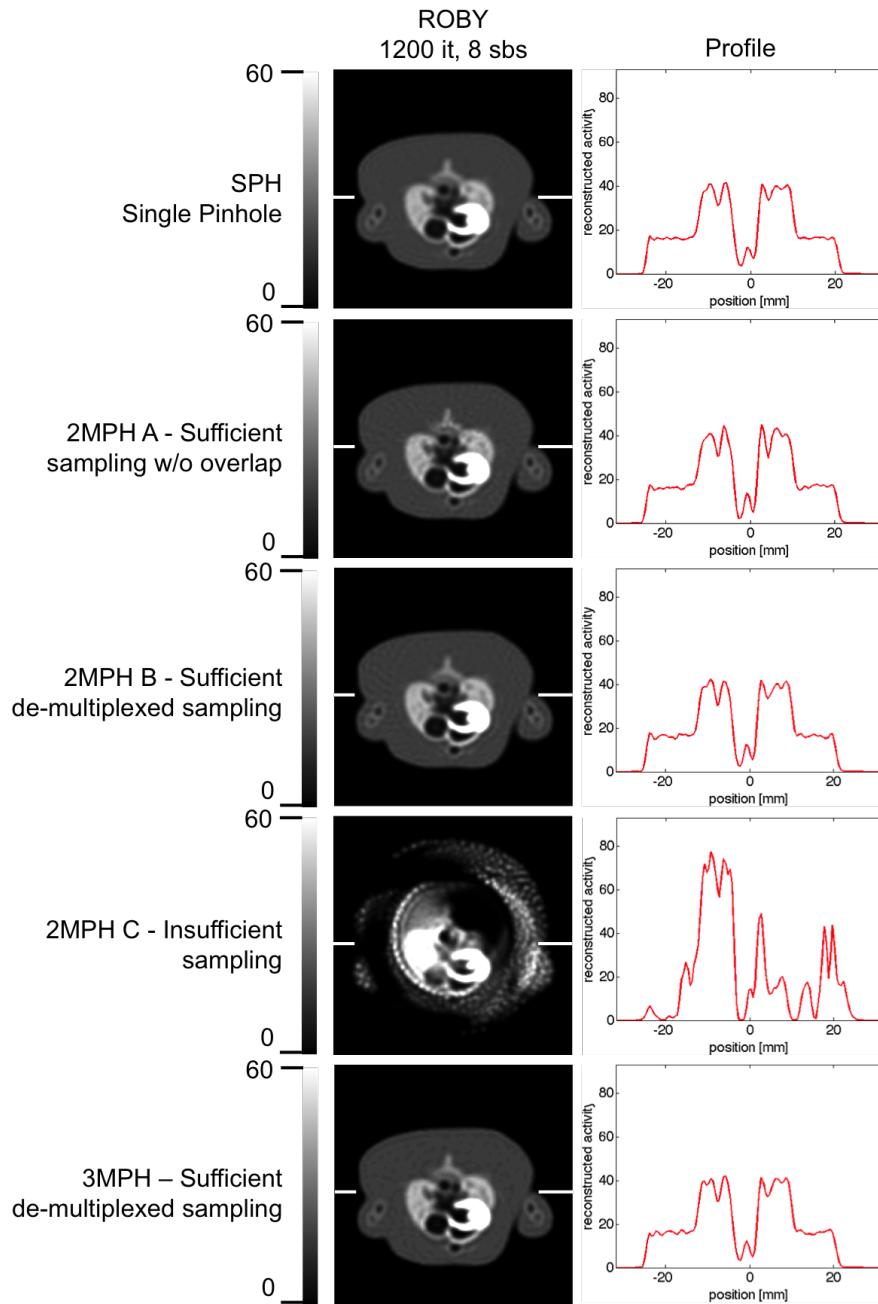 ROBY
1200 it, 8 sbs
Profile
60
SPH
Single Pinhole
0
reconstructed activity
80
60
40
20
0
-20
0
20
position [mm]
60
2MPH A - Sufficient
sampling w/o overlap
0
reconstructed activity
80
60
40
20
0
-20
0
20
position [mm]
60
2MPH B - Sufficient
de-multiplexed sampling
0
reconstructed activity
80
60
40
20
0
-20
0
20
position [mm]
60
2MPH C - Insufficient
sampling
0
reconstructed activity
80
60
40
20
0
-20
0
20
position [mm]
60
3MPH – Sufficient
de-multiplexed sampling
0
reconstructed activity
80
60
40
20
0
-20
0
20
position [mm]